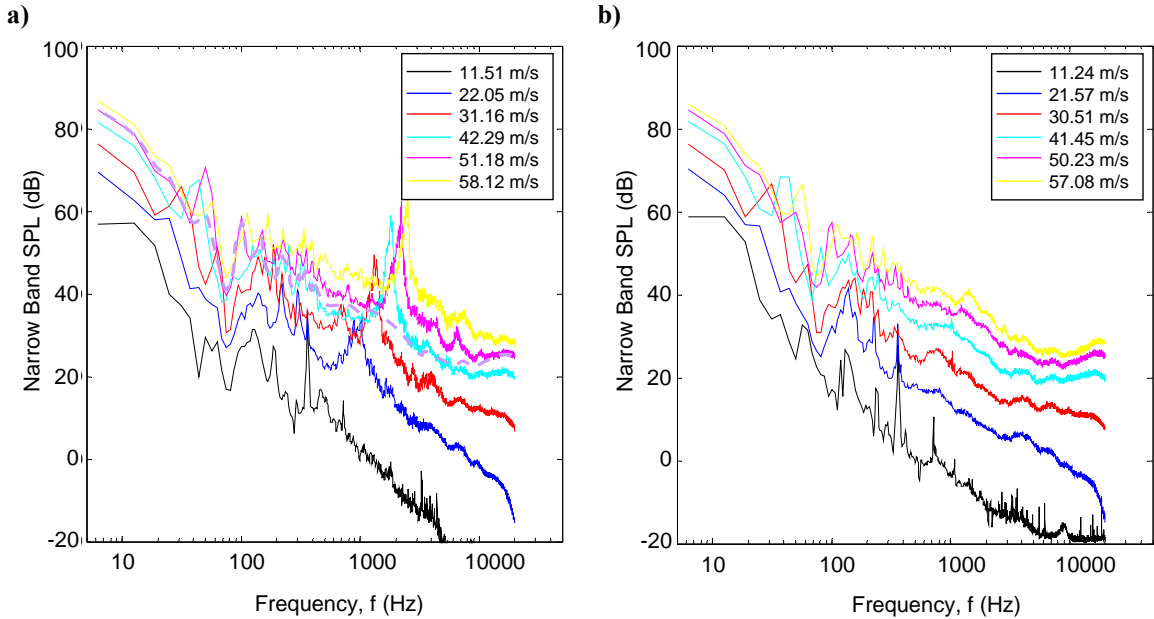 a)
100
80
60
40
20
0
-20
Narrow Band SPL (dB)
11.51 m/s
22.05 m/s
31.16 m/s
42.29 m/s
51.18 m/s
58.12 m/s
10
100
1000
10000
Frequency, f (Hz)
b)
100
80
60
40
20
0
-20
Narrow Band SPL (dB)
11.24 m/s
21.57 m/s
30.51 m/s
41.45 m/s
50.23 m/s
57.08 m/s
10
100
1000
10000
Frequency, f (Hz)